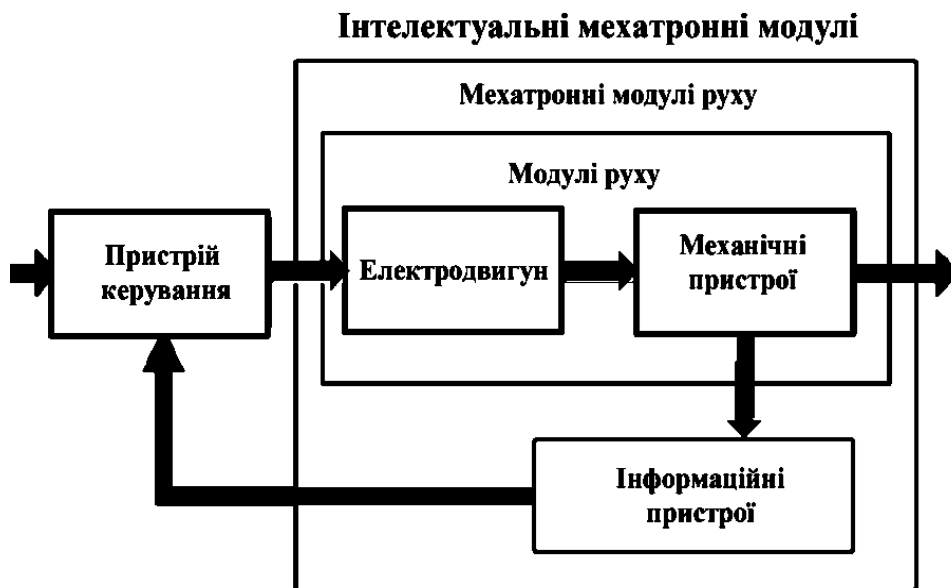 Інтелектуальні мехатронні модулі
Мехатронні модулі руху
Модулі руху
Пристрій
керування
Електродвигун
Механічні
пристрої
Інформаційні
пристрої